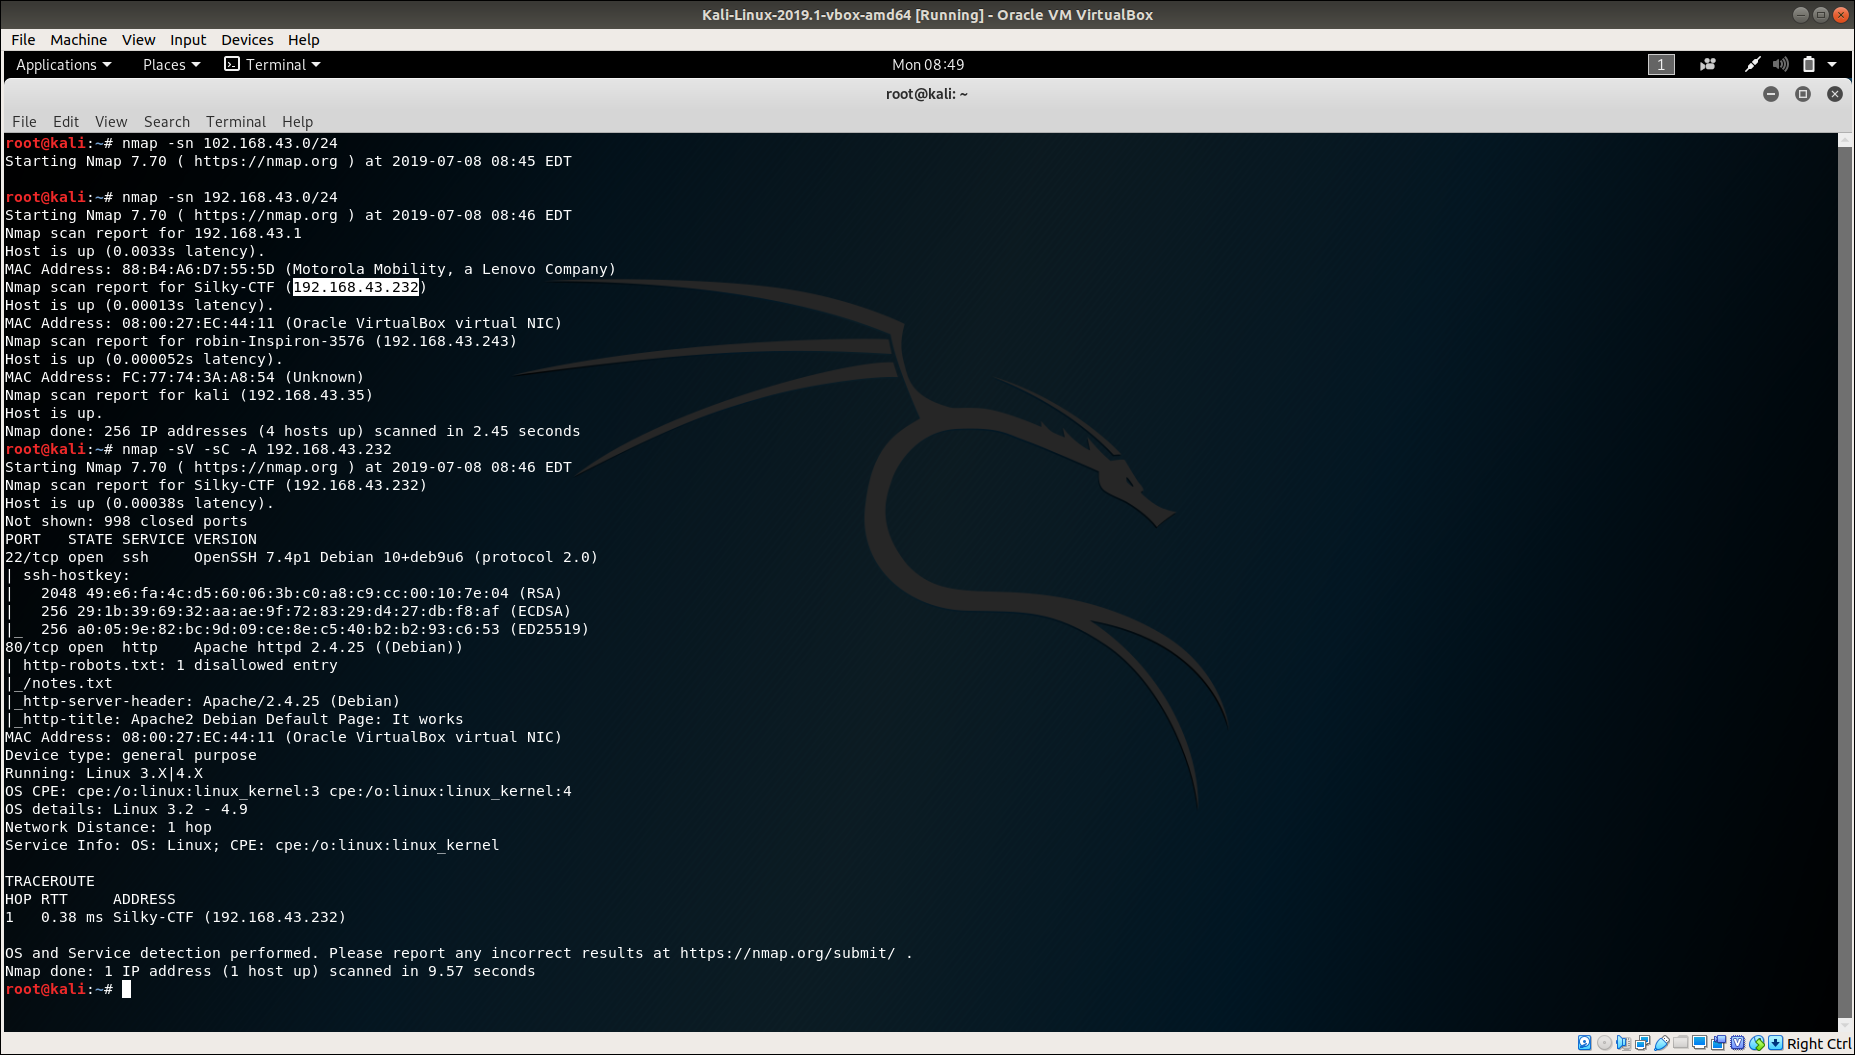 Kali-Linux-2019.1-vbox-amd64 [Running] - Oracle VM VirtualBox
File Machine View Input Devices Help
Applications Places Terminal Mon 08:49 1
root@kali: ~
File Edit View Search Terminal Help
root@kali:~# nmap -sn 102.168.43.0/24
Starting Nmap 7.70 ( https://nmap.org ) at 2019-07-08 08:45 EDT
root@kali:~# nmap -sn 192.168.43.0/24
Starting Nmap 7.70 ( https://nmap.org ) at 2019-07-08 08:46 EDT
Nmap scan report for 192.168.43.1
Host is up (0.0033s latency).
MAC Address: 88:B4:A6:D7:55:5D (Motorola Mobility, a Lenovo Company)
Nmap scan report for Silky-CTF (192.168.43.232)
Host is up (0.00013s latency).
MAC Address: 08:00:27:EC:44:11 (Oracle VirtualBox virtual NIC)
Nmap scan report for robin-Inspiron-3576 (192.168.43.243)
Host is up (0.000052s latency).
MAC Address: FC:77:74:3A:A8:54 (Unknown)
Nmap scan report for kali (192.168.43.35)
Host is up.
Nmap done: 256 IP addresses (4 hosts up) scanned in 2.45 seconds
root@kali:~# nmap -sV -sC -A 192.168.43.232
Starting Nmap 7.70 ( https://nmap.org ) at 2019-07-08 08:46 EDT
Nmap scan report for Silky-CTF (192.168.43.232)
Host is up (0.00038s latency).
Not shown: 998 closed ports
PORT   STATE SERVICE VERSION
22/tcp open  ssh     OpenSSH 7.4p1 Debian 10+deb9u6 (protocol 2.0)
| ssh-hostkey:
|   2048 49:e6:fa:4c:d5:60:06:3b:c0:a8:c9:cc:00:10:7e:04 (RSA)
|   256 29:1b:39:69:32:aa:ae:9f:72:83:29:d4:27:db:f8:af (ECDSA)
|_  256 a0:05:9e:82:bc:9d:09:ce:8e:c5:40:b2:b2:93:c6:53 (ED25519)
80/tcp open  http    Apache httpd 2.4.25 ((Debian))
| http-robots.txt: 1 disallowed entry
|_/notes.txt
|_http-server-header: Apache/2.4.25 (Debian)
|_http-title: Apache2 Debian Default Page: It works
MAC Address: 08:00:27:EC:44:11 (Oracle VirtualBox virtual NIC)
Device type: general purpose
Running: Linux 3.X|4.X
OS CPE: cpe:/o:linux:linux_kernel:3 cpe:/o:linux:linux_kernel:4
OS details: Linux 3.2 - 4.9
Network Distance: 1 hop
Service Info: OS: Linux; CPE: cpe:/o:linux:linux_kernel
TRACEROUTE
HOP RTT     ADDRESS
1   0.38 ms Silky-CTF (192.168.43.232)
OS and Service detection performed. Please report any incorrect results at https://nmap.org/submit/ .
Nmap done: 1 IP address (1 host up) scanned in 9.57 seconds
root@kali:~#
Right Ctrl